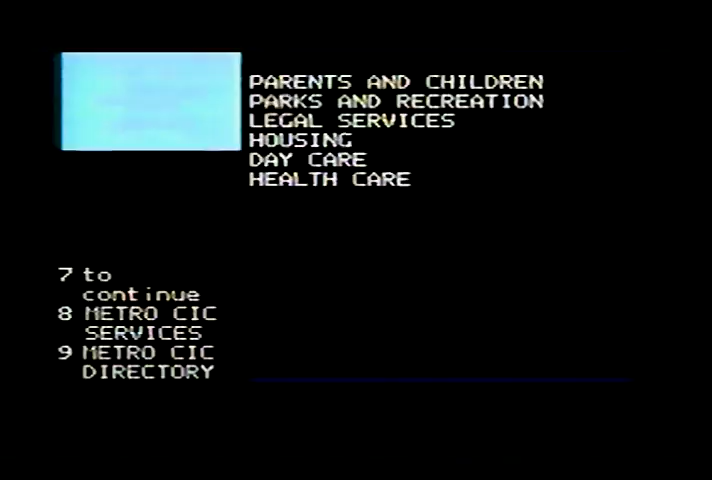 PARENTS AND CHILDREN
PARKS AND RECREATION
LEGAL SERVICES
HOUSING
DAY CARE
HEALTH CARE
7 to
continue
8 METRO CIC
SERVICES
9 METRO CIC
DIRECTORY